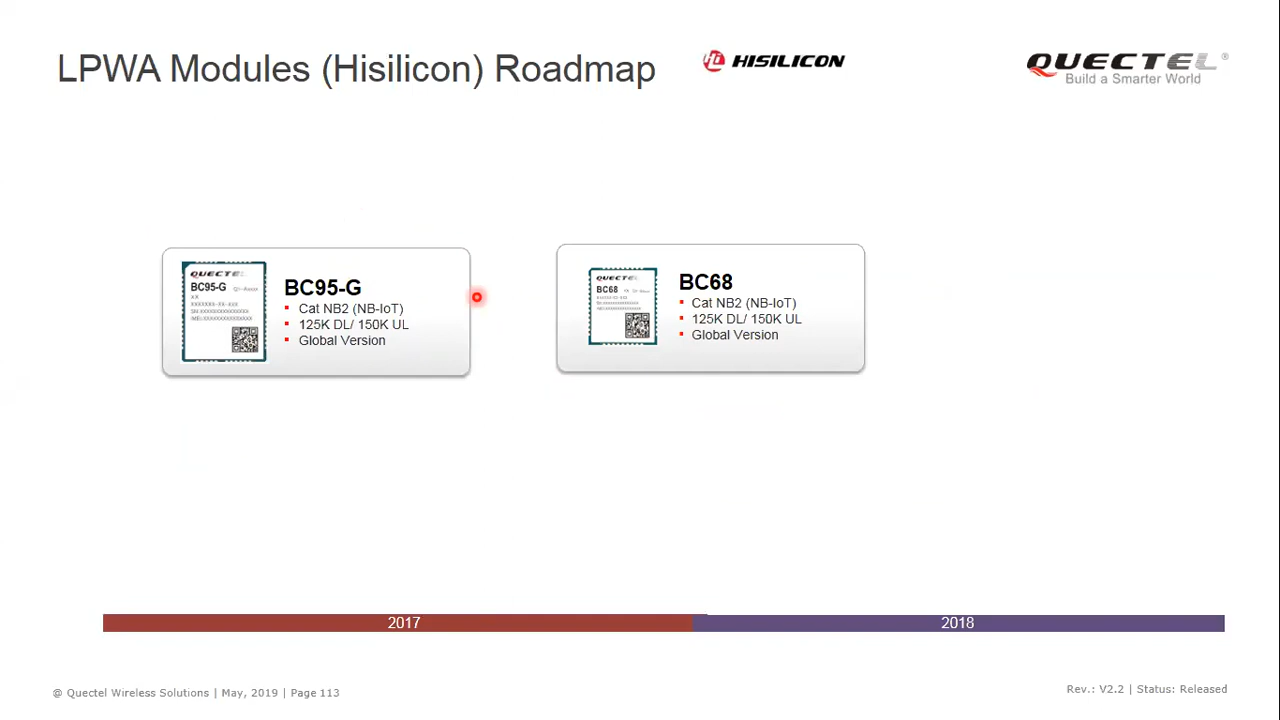 LPWA Modules (Hisilicon) Roadmap
HISILICON
QUECTEL®
Build a Smarter World
QUECTEL
BC95-G
BC95-G
Cat NB2 (NB-IoT)
125K DL/ 150K UL
Global Version
QUECTEL
BC68
BC68
Cat NB2 (NB-IoT)
125K DL/ 150K UL
Global Version
2017
2018
@ Quectel Wireless Solutions | May, 2019 | Page 113
Rev.: V2.2 | Status: Released